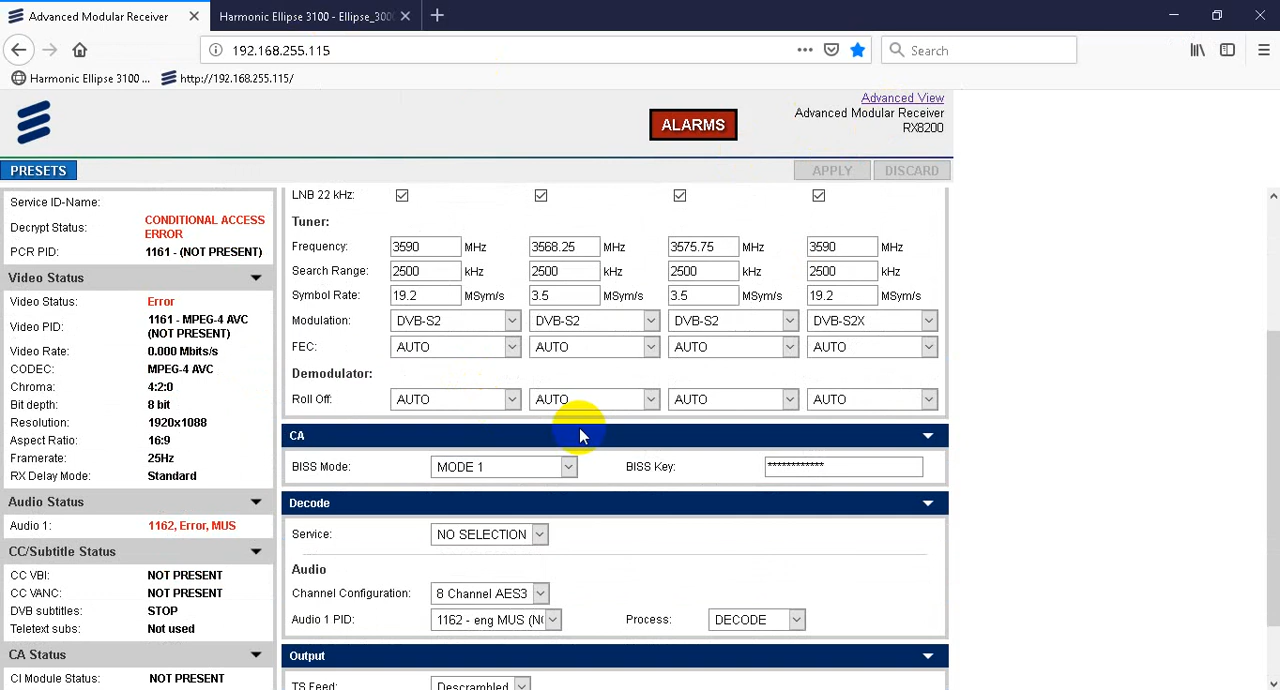 Advanced Modular Receiver
Harmonic Ellipse 3100 - Ellipse_300
192.168.255.115
Search
Harmonic Ellipse 3100 ...
http://192.168.255.115/
Advanced View
Advanced Modular Receiver
RX8200
ALARMS
PRESETS
APPLY
DISCARD
Service ID-Name:
Decrypt Status: CONDITIONAL ACCESS
ERROR
PCR PID: 1161 - (NOT PRESENT)
Video Status
Video Status: Error
Video PID: 1161 - MPEG-4 AVC
(NOT PRESENT)
Video Rate: 0.000 Mbits/s
CODEC: MPEG-4 AVC
Chroma: 4:2:0
Bit depth: 8 bit
Resolution: 1920x1088
Aspect Ratio: 16:9
Framerate: 25Hz
RX Delay Mode: Standard
Audio Status
Audio 1: 1162, Error, MUS
CC/Subtitle Status
CC VBI: NOT PRESENT
CC VANC: NOT PRESENT
DVB subtitles: STOP
Teletext subs: Not used
CA Status
CI Module Status: NOT PRESENT
LNB 22 kHz:
Tuner:
Frequency: 3590 MHz 3568.25 MHz 3575.75 MHz 3590 MHz
Search Range: 2500 kHz 2500 kHz 2500 kHz 2500 kHz
Symbol Rate: 19.2 MSym/s 3.5 MSym/s 3.5 MSym/s 19.2 MSym/s
Modulation: DVB-S2 DVB-S2 DVB-S2 DVB-S2X
FEC: AUTO AUTO AUTO AUTO
Demodulator:
Roll Off: AUTO AUTO AUTO AUTO
CA
BISS Mode: MODE 1 BISS Key: ************
Decode
Service: NO SELECTION
Audio
Channel Configuration: 8 Channel AES3
Audio 1 PID: 1162 - eng MUS (N Process: DECODE
Output
TS Feed: Descrambled